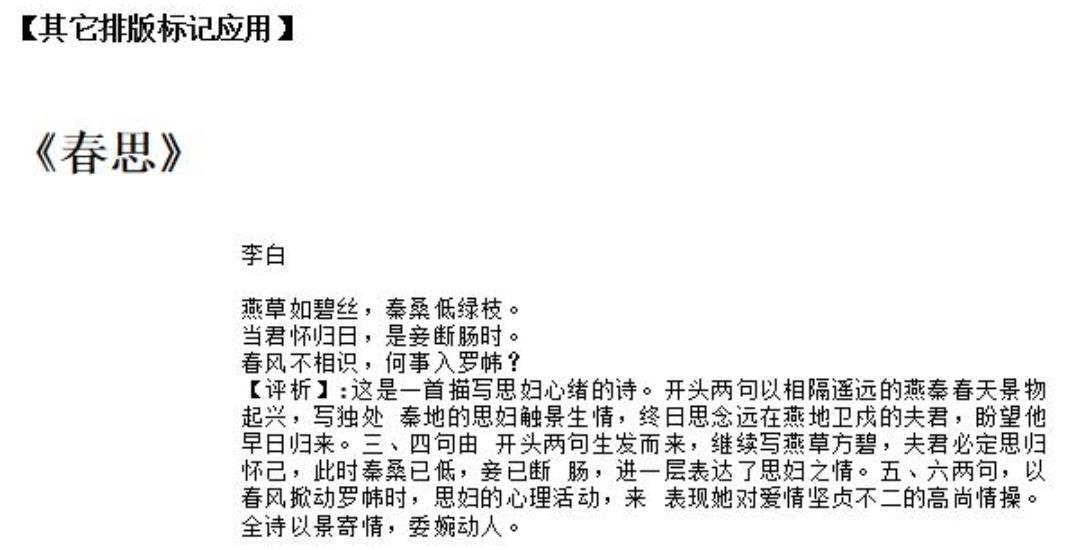 【其它排版标记应用】
《春思》
李白
燕草如碧丝，秦桑低绿枝。
当君怀归日，是妾断肠时。
春风不相识，何事入罗帏？
【评析】:这是一首描写思妇心绪的诗。开头两句以相隔遥远的燕秦春天景物
起兴，写独处 秦地的思妇触景生情，终日思念远在燕地卫戍的夫君，盼望他
早日归来。三、四句由 开头两句生发而来，继续写燕草方碧，夫君必定思归
怀己，此时秦桑已低，妾已断 肠，进一层表达了思妇之情。五、六两句，以
春风掀动罗帏时，思妇的心理活动，来 表现她对爱情坚贞不二的高尚情操。
全诗以景寄情，委婉动人。